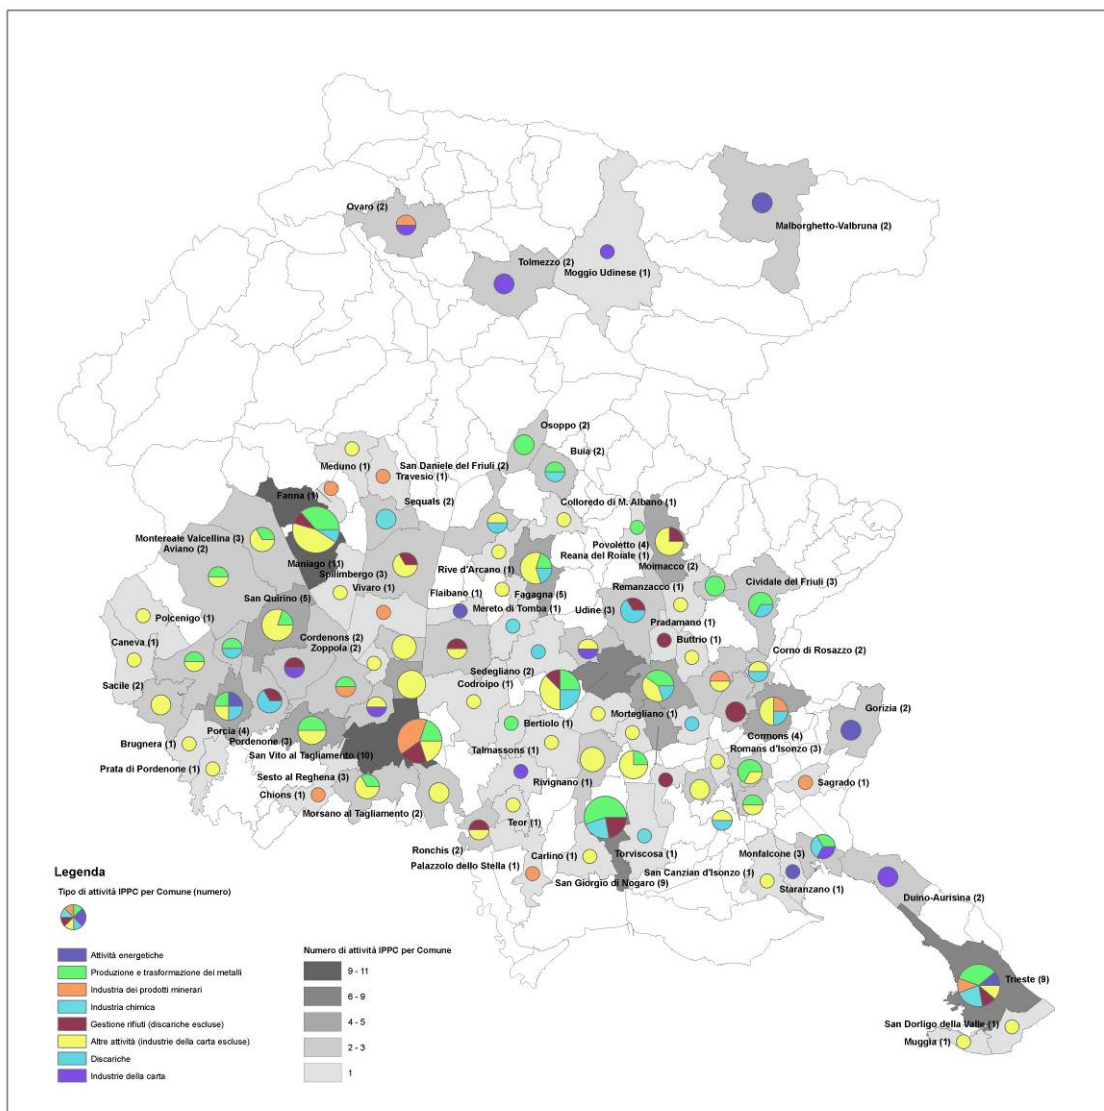 Ovaro (2)
Malborghetto-Valbruna (2)
Tolmezzo (2)
Moggio Udinese (1)
Osoppo (2)
Buia (2)
Meduno (1)
San Daniele del Friuli (2)
Travesio (1)
Fanna (1)
Sequals (2)
Colloredo di M. Albano (1)
Montereale Valcellina (3)
Aviano (2)
Povoletto (4)
Reana del Roiale (1)
Maniago (11)
Moimacco (2)
Spilimbergo (3)
Rive d'Arcano (1)
Vivaro (1)
Flaibano (1)
Fagagna (5)
Remanzacco (1)
Cividale del Friuli (3)
San Quirino (5)
Mereto di Tomba (1)
Udine (3)
Polcenigo (1)
Pradamano (1)
Cordenons (2)
Buttrio (1)
Caneva (1)
Zoppola (2)
Corno di Rosazzo (2)
Sedegliano (2)
Sacile (2)
Codroipo (1)
Gorizia (2)
Bertiolo (1)
Mortegliano (1)
Porcia (4)
Cormons (4)
Brugnera (1)
Pordenone (3)
Romans d'Isonzo (3)
San Vito al Tagliamento (10)
Talmassons (1)
Prata di Pordenone (1)
Sesto al Reghena (3)
Rivignano (1)
Sagrado (1)
Chions (1)
Morsano al Tagliamento (2)
Teor (1)
Ronchis (2)
Carlino (1)
Torviscosa (1)
Monfalcone (3)
Palazzolo dello Stella (1)
San Canzian d'Isonzo (1)
San Giorgio di Nogaro (9)
Staranzano (1)
Duino-Aurisina (2)
Trieste (9)
San Dorligo della Valle (1)
Muggia (1)
Legenda
Tipo di attività IPPC per Comune (numero)
Attività energetiche
Produzione e trasformazione dei metalli
Industria dei prodotti minerari
Industria chimica
Gestione rifiuti (discariche escluse)
Altre attività (industrie della carta escluse)
Discariche
Industrie della carta
Numero di attività IPPC per Comune
9 - 11
6 - 9
4 - 5
2 - 3
1